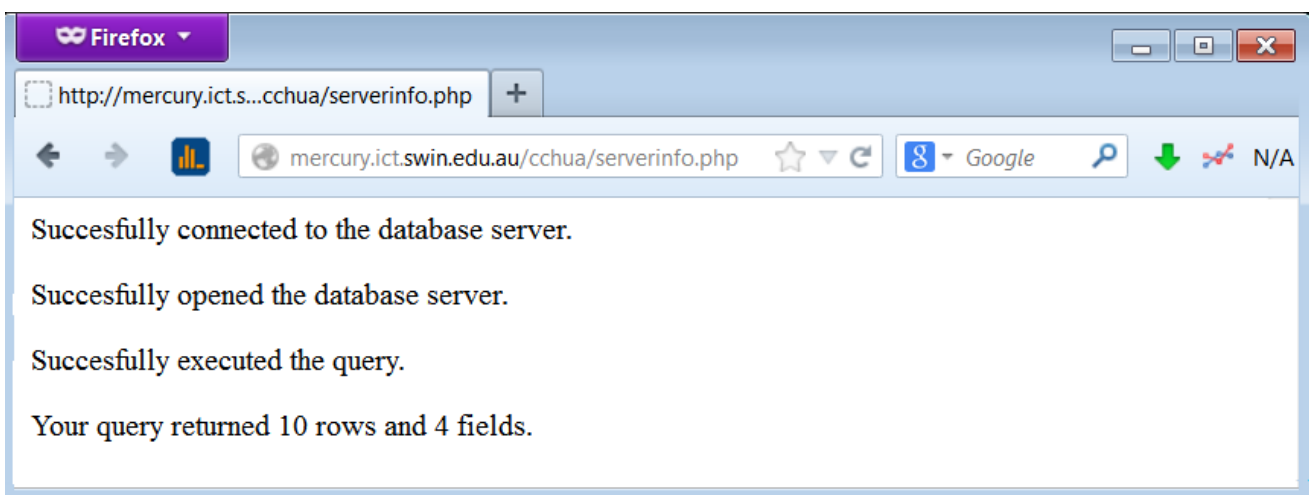 Firefox
http://mercury.ict.s...cchua/serverinfo.php
mercury.ict.swin.edu.au/cchua/serverinfo.php 8 Google N/A
Succesfully connected to the database server.
Succesfully opened the database server.
Succesfully executed the query.
Your query returned 10 rows and 4 fields.